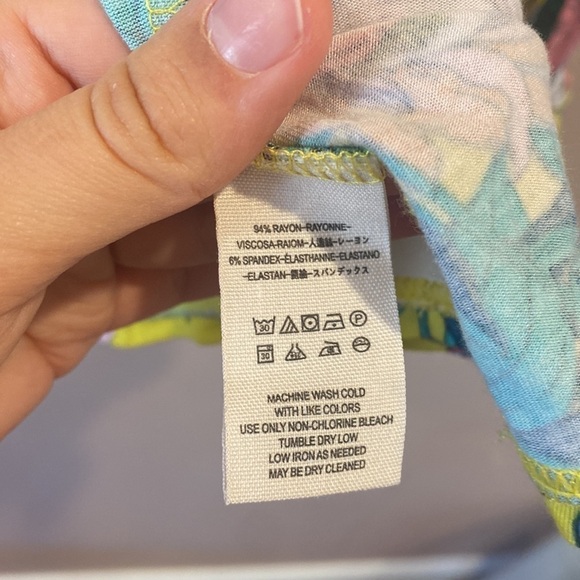 94% RAYON-RAYONNE-
VISCOSA-RAIOM-人造絲-レーヨン
6% SPANDEX-ÉLASTHANNE-ELASTANO
-ELASTAN-スパンデックス
30 P
30
MACHINE WASH COLD
WITH LIKE COLORS
USE ONLY NON-CHLORINE BLEACH
TUMBLE DRY LOW
LOW IRON AS NEEDED
MAY BE DRY CLEANED